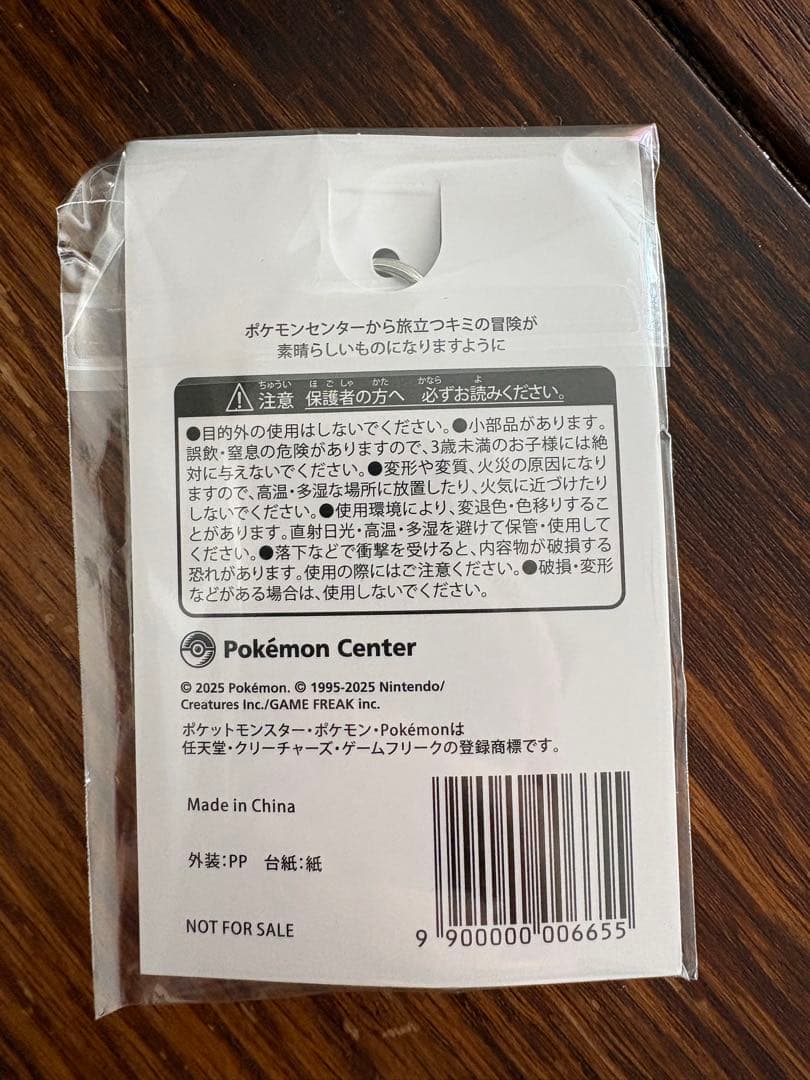 ポケモンセンターから旅立つキミの冒険が
素晴らしいものになりますように
ちゅうい ほごしゃ かた かなら よ
注意 保護者の方へ 必ずお読みください。
●目的外の使用はしないでください。●小部品があります。
誤飲・窒息の危険がありますので、3歳未満のお子様には絶
対に与えないでください。●変形や変質、火災の原因になり
ますので、高温・多湿な場所に放置したり、火気に近づけたり
しないでください。●使用環境により、変退色・色移りするこ
とがあります。直射日光・高温・多湿を避けて保管・使用して
ください。●落下などで衝撃を受けると、内容物が破損する
恐れがあります。使用の際にはご注意ください。●破損・変形
などがある場合は、使用しないでください。
Pokémon Center
© 2025 Pokémon. © 1995-2025 Nintendo/
Creatures Inc./GAME FREAK inc.
ポケットモンスター・ポケモン・Pokémonは
任天堂・クリーチャーズ・ゲームフリークの登録商標です。
Made in China
外装:PP 台紙:紙
NOT FOR SALE
9 900000 006655